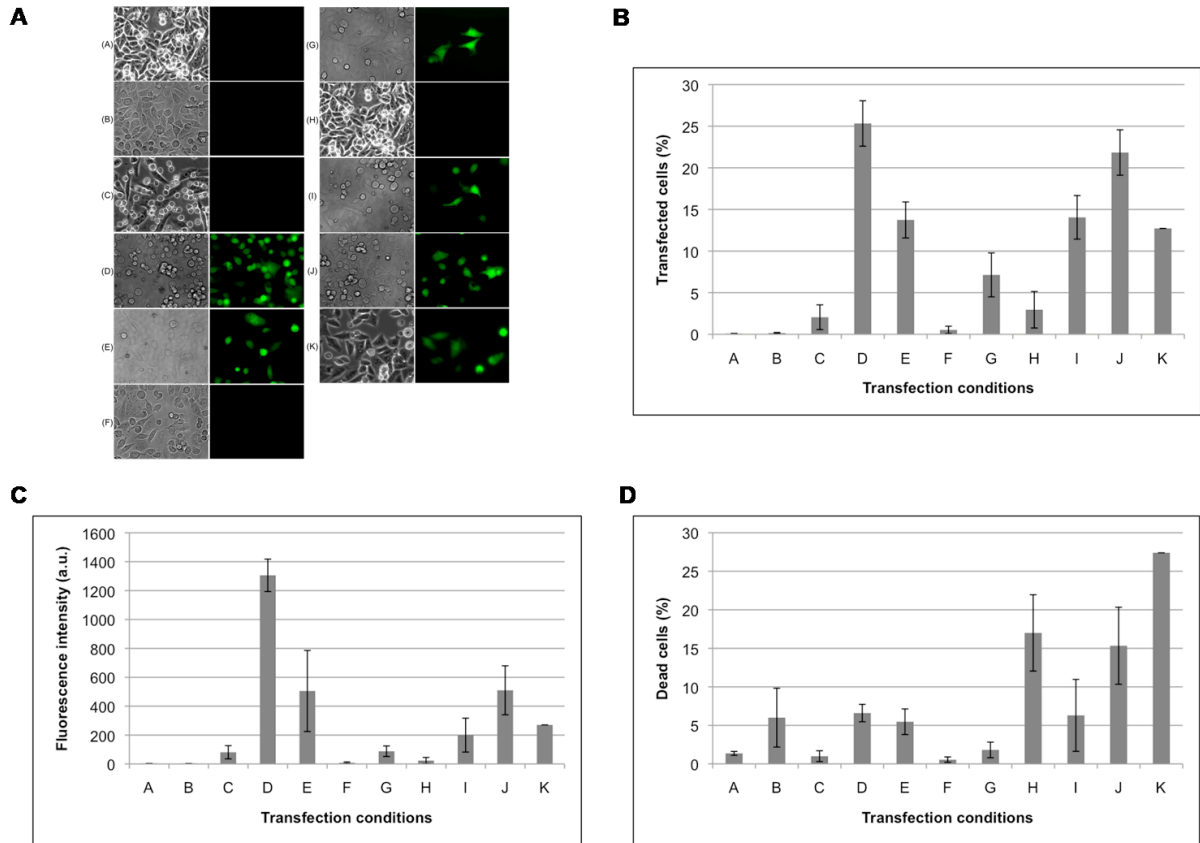 A
(A)
(B)
(C)
(D)
(E)
(F)
(G)
(H)
(I)
(J)
(K)
B
Transfected cells (%)
30
25
20
15
10
5
0
A B C D E F G H I J K
Transfection conditions
C
Fluorescence intensity (a.u.)
1600
1400
1200
1000
800
600
400
200
0
A B C D E F G H I J K
Transfection conditions
D
Dead cells (%)
30
25
20
15
10
5
0
A B C D E F G H I J K
Transfection conditions